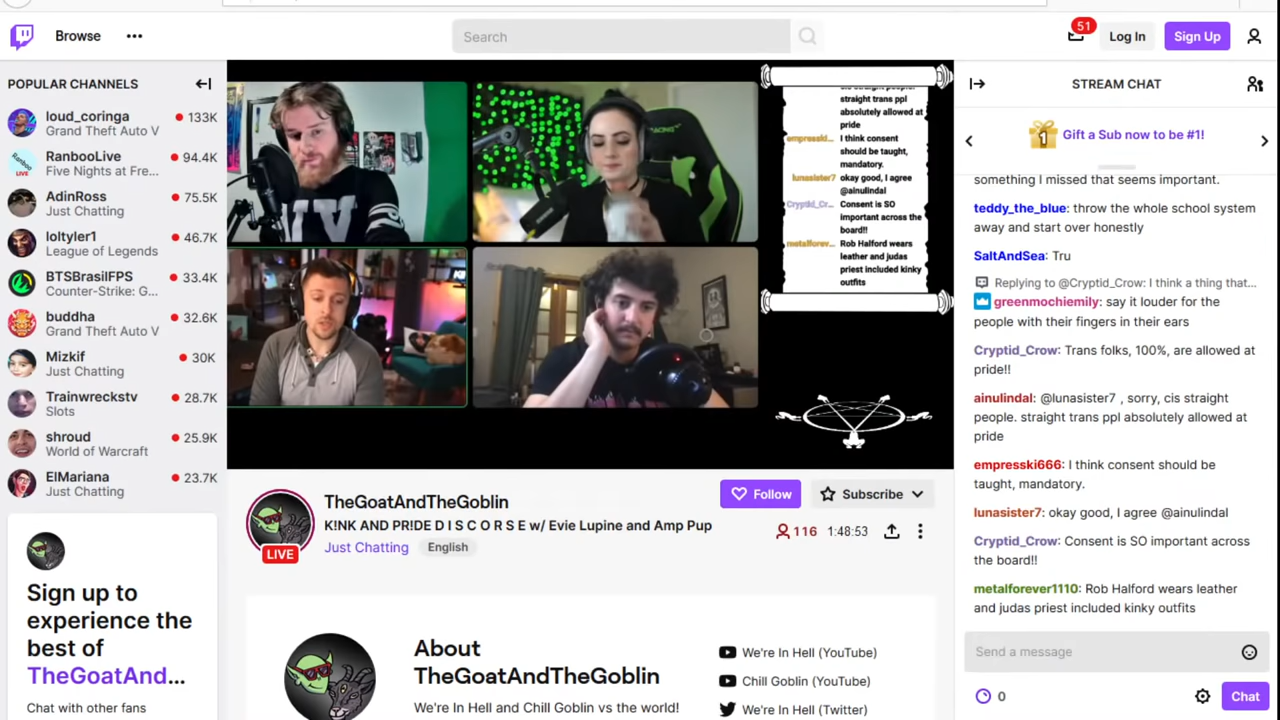 Browse
Search
51
Log In
Sign Up
POPULAR CHANNELS
loud_coringa
133K
Grand Theft Auto V
RanbooLive
94.4K
Five Nights at Fre...
AdinRoss
75.5K
Just Chatting
loltyler1
46.7K
League of Legends
BTSBrasilFPS
33.4K
Counter-Strike: G...
buddha
32.6K
Grand Theft Auto V
Mizkif
30K
Just Chatting
Trainwreckstv
28.7K
Slots
shroud
25.9K
World of Warcraft
ElMariana
23.7K
Just Chatting
Sign up to
experience the
best of
TheGoatAnd...
Chat with other fans
straight trans ppl
absolutely allowed at
pride
empresski... I think consent
should be taught,
mandatory.
lunasister7 okay good, I agree
@ainulindal
Cryptid_Cr... Consent is SO
important across the
board!!
metalforev... Rob Halford wears
leather and judas
priest included kinky
outfits
TheGoatAndTheGoblin
Follow
Subscribe
K!NK AND PR!DE D I S C O R S E w/ Evie Lupine and Amp Pup
116
1:48:53
LIVE
Just Chatting
English
About
TheGoatAndTheGoblin
We're In Hell and Chill Goblin vs the world!
We're In Hell (YouTube)
Chill Goblin (YouTube)
We're In Hell (Twitter)
STREAM CHAT
1
Gift a Sub now to be #1!
something I missed that seems important.
teddy_the_blue: throw the whole school system
away and start over honestly
SaltAndSea: Tru
Replying to @Cryptid_Crow: I think a thing that...
greenmochiemily: say it louder for the
people with their fingers in their ears
Cryptid_Crow: Trans folks, 100%, are allowed at
pride!!
ainulindal: @lunasister7 , sorry, cis straight
people. straight trans ppl absolutely allowed at
pride
empresski666: I think consent should be
taught, mandatory.
lunasister7: okay good, I agree @ainulindal
Cryptid_Crow: Consent is SO important across
the board!!
metalforever1110: Rob Halford wears leather
and judas priest included kinky outfits
Send a message
0
Chat